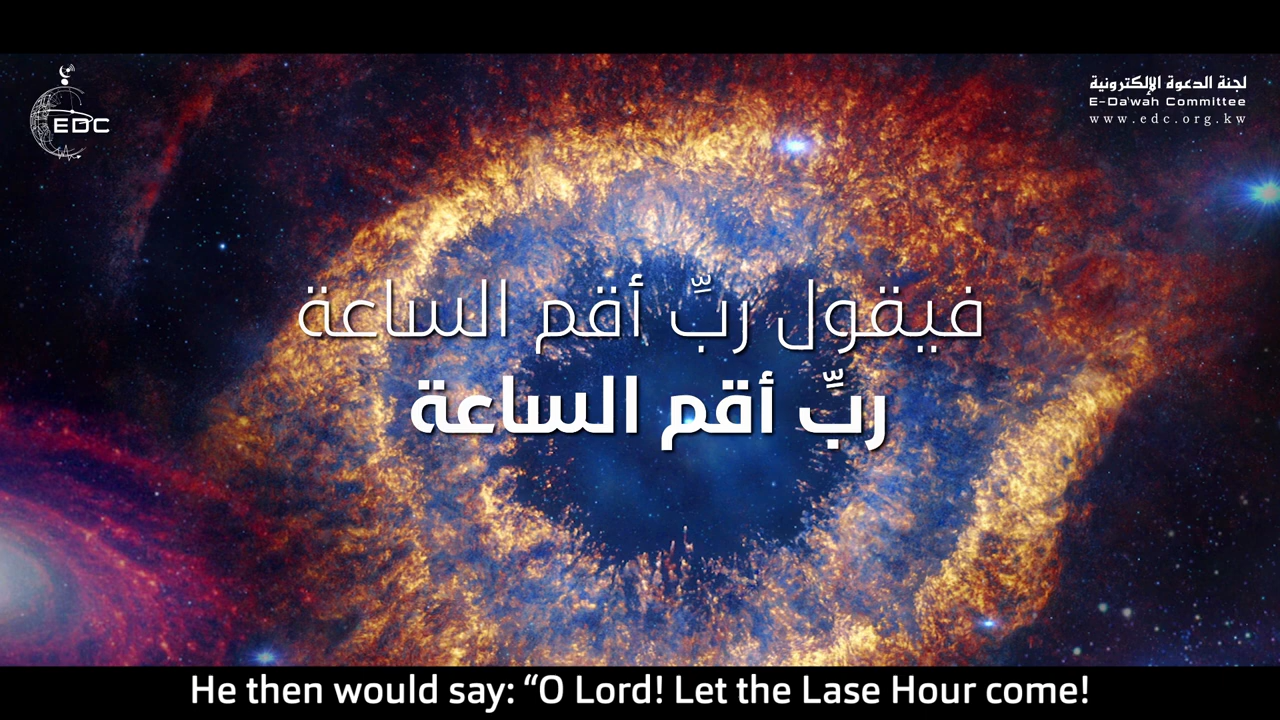 EDC
لجنة الدعوة الإلكترونية
E-Da'wah Committee
www.edc.org.kw
فيقول ربِّ أقم الساعة
ربِّ أقم الساعة
He then would say: “O Lord! Let the Lase Hour come!